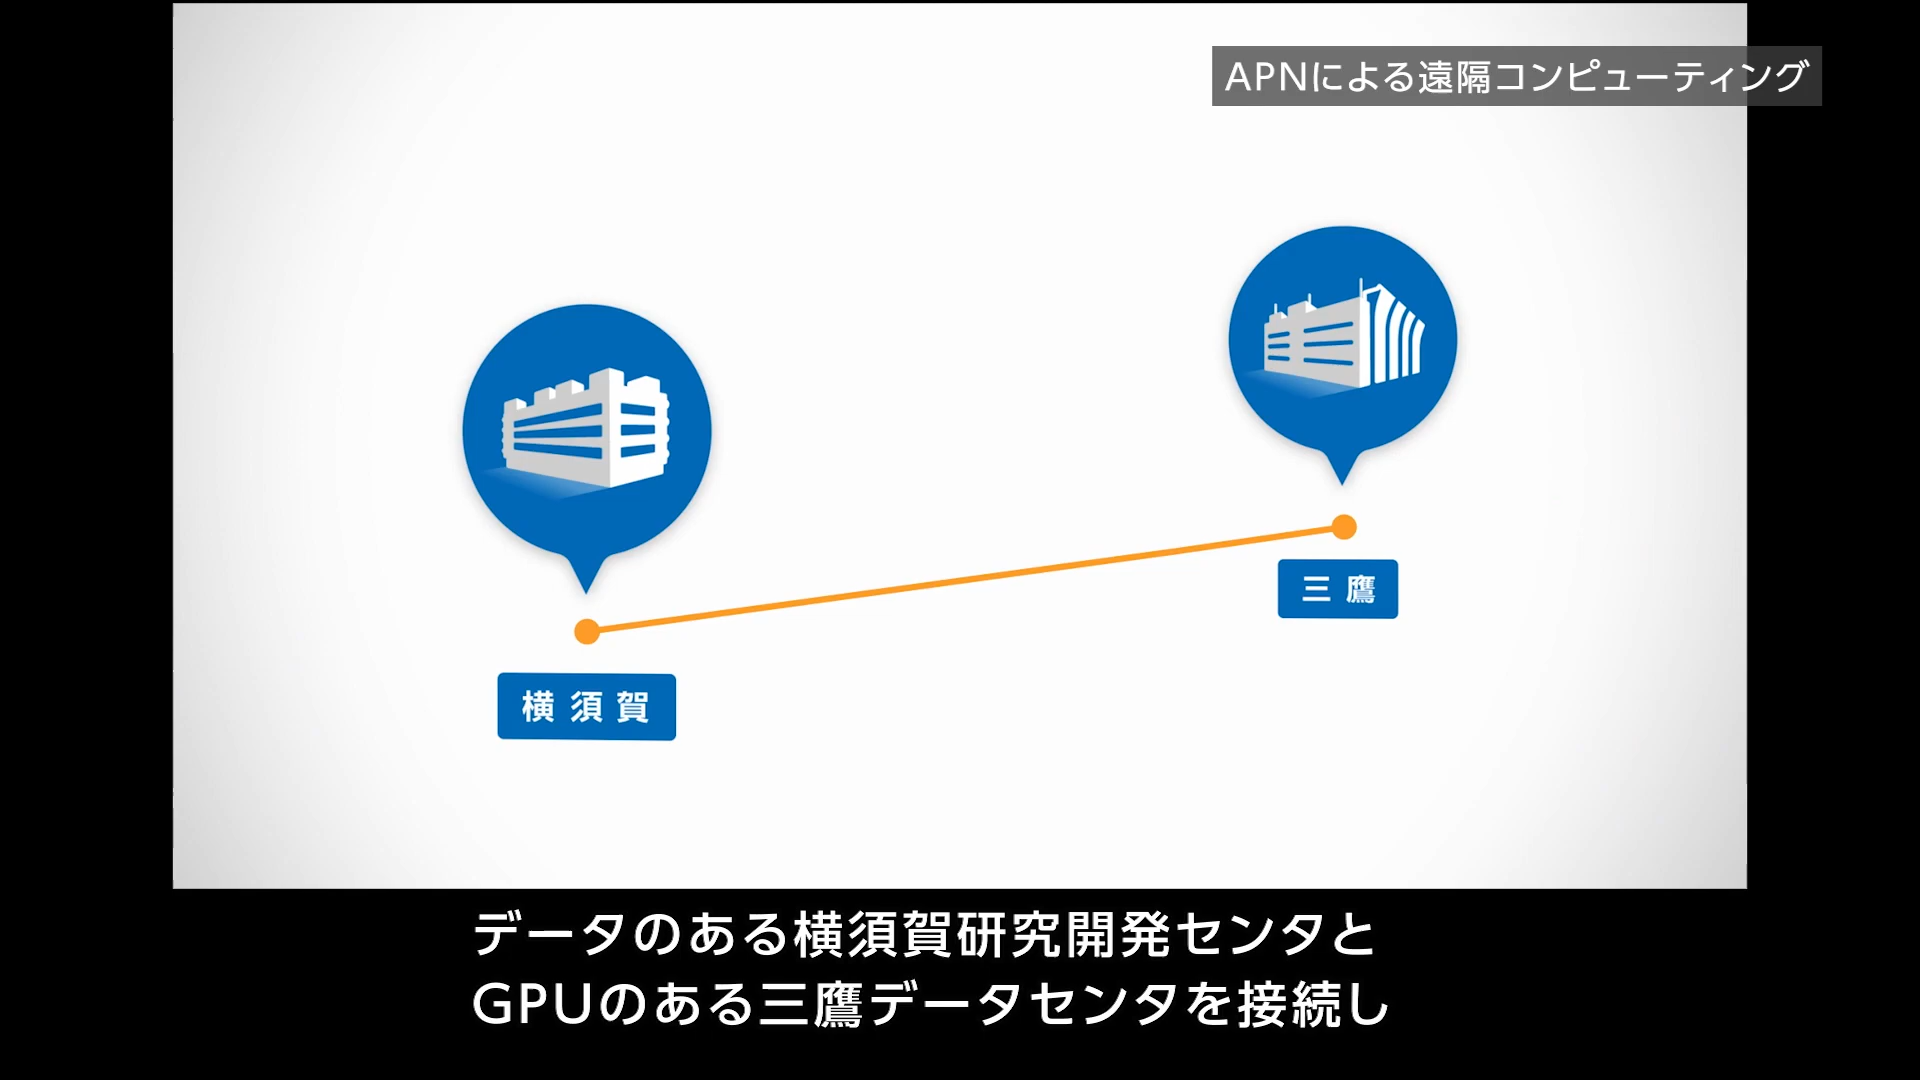 APNによる遠隔コンピューティング
三鷹
横須賀
データのある横須賀研究開発センタと
GPUのある三鷹データセンタを接続し